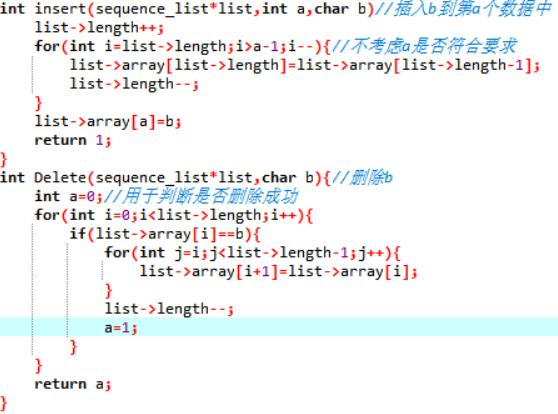 int insert(sequence_list*list,int a,char b)//插入b到第a个数据中
list->length++;
for(int i=list->length;i>a-1;i--){//不考虑a是否符合要求
list->array[list->length]=list->array[list->length-1];
list->length--;
}
list->array[a]=b;
return 1;
}
int Delete(sequence_list*list,char b){//删除b
int a=0;//用于判断是否删除成功
for(int i=0;i<list->length;i++){
if(list->array[i]==b){
for(int j=i;j<list->length-1;j++){
list->array[i+1]=list->array[i];
}
list->length--;
a=1;
}
}
return a;
}